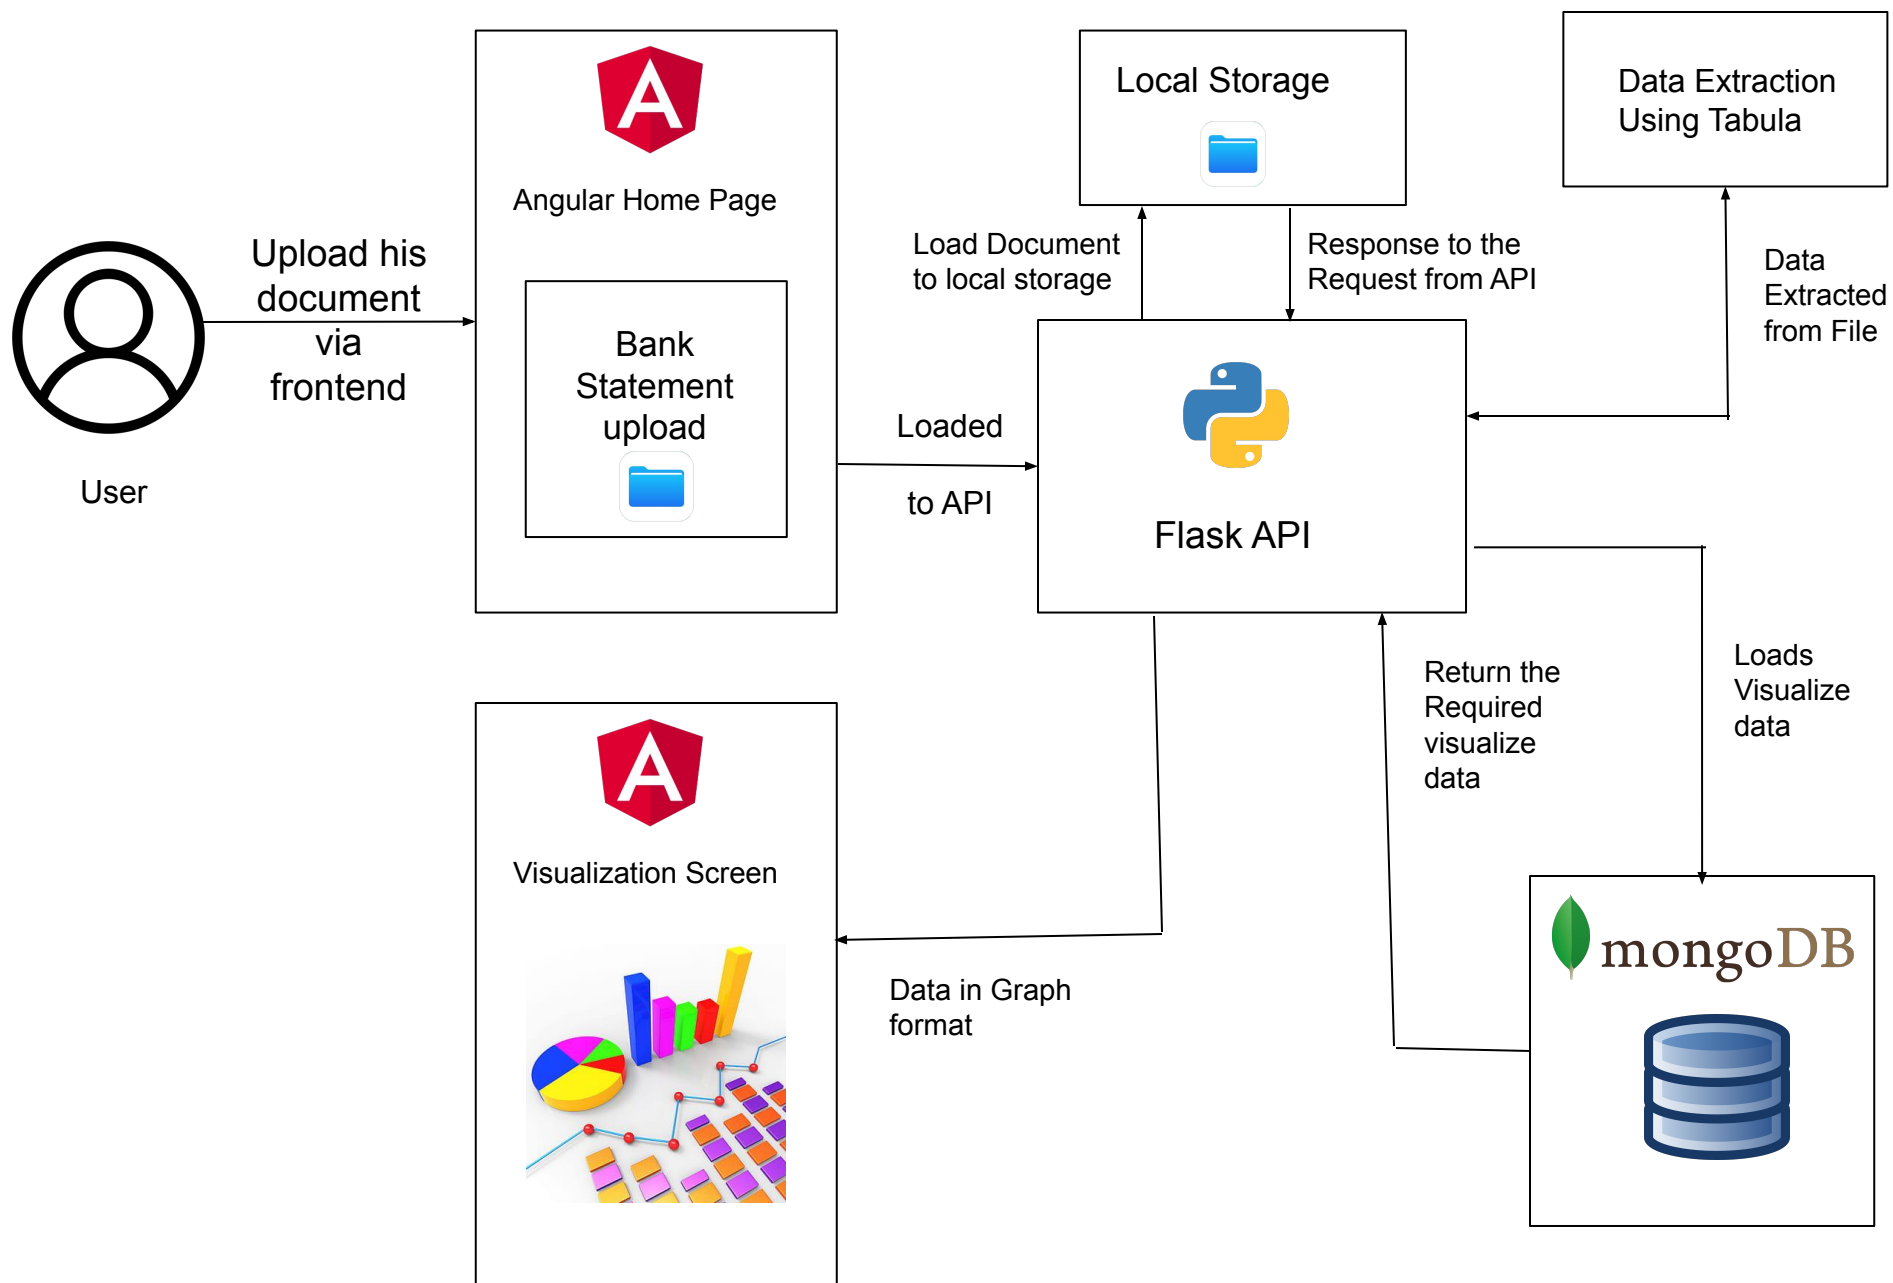 Angular Home Page
Upload his
document
via
frontend
User
Bank
Statement
upload
Loaded
to API
Local Storage
Load Document
to local storage
Response to the
Request from API
Data Extraction
Using Tabula
Data
Extracted
from File
Flask API
Return the
Required
visualize
data
Loads
Visualize
data
mongoDB
Visualization Screen
Data in Graph
format